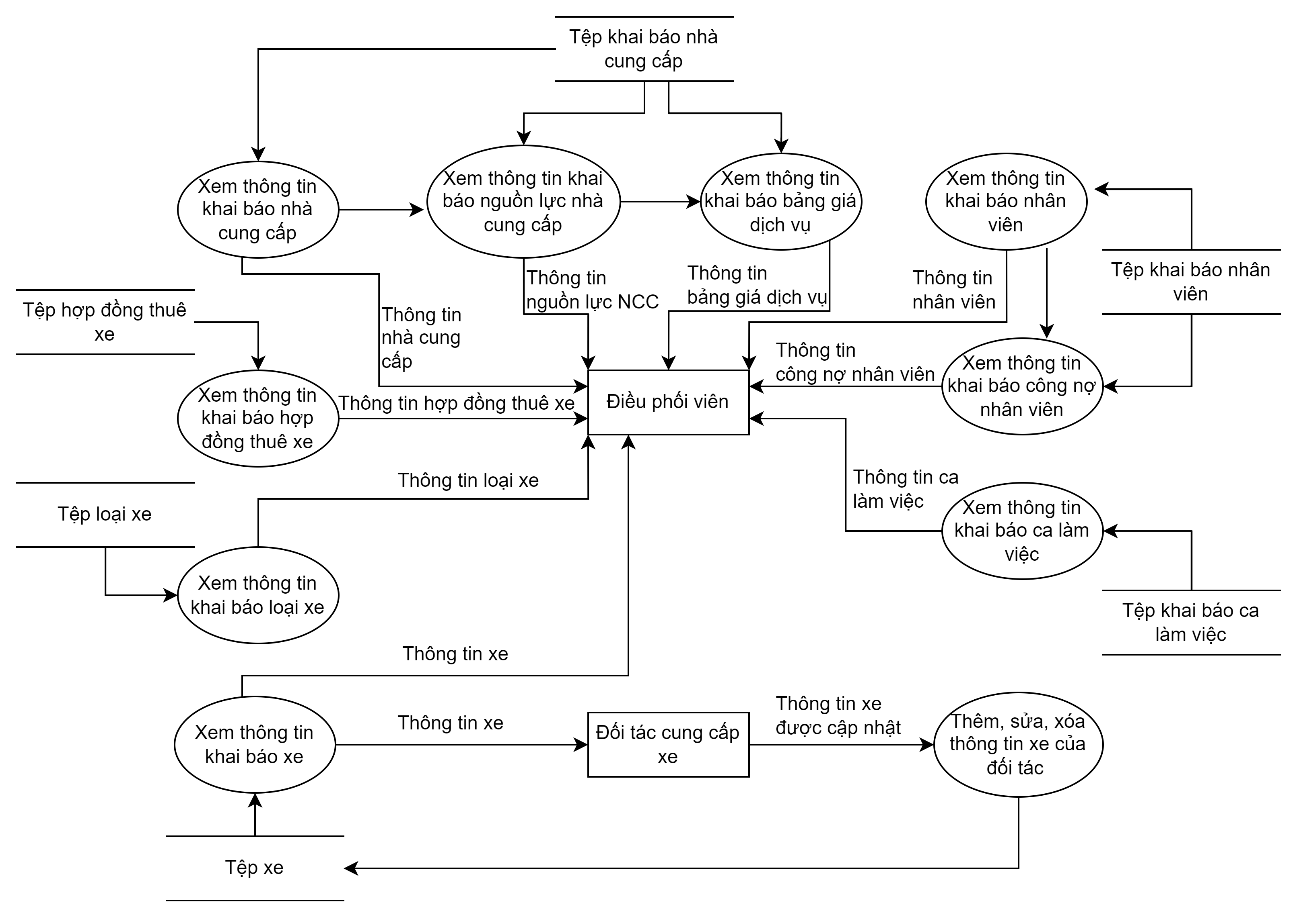 Tệp khai báo nhà
cung cấp
Xem thông tin
khai báo nhà
cung cấp
Xem thông tin khai
báo nguồn lực nhà
cung cấp
Xem thông tin
khai báo bảng giá
dịch vụ
Xem thông tin
khai báo nhân
viên
Tệp khai báo nhân
viên
Thông tin
nguồn lực NCC
Thông tin
bảng giá dịch vụ
Thông tin
nhân viên
Tệp hợp đồng thuê
xe
Thông tin
nhà cung
cấp
Thông tin
công nợ nhân viên
Xem thông tin
khai báo công nợ
nhân viên
Xem thông tin
khai báo hợp
đồng thuê xe
Thông tin hợp đồng thuê xe
Điều phối viên
Thông tin loại xe
Thông tin ca
làm việc
Xem thông tin
khai báo ca làm
việc
Tệp loại xe
Xem thông tin
khai báo loại xe
Tệp khai báo ca
làm việc
Thông tin xe
Xem thông tin
khai báo xe
Thông tin xe
Đối tác cung cấp
xe
Thông tin xe
được cập nhật
Thêm, sửa, xóa
thông tin xe của
đối tác
Tệp xe